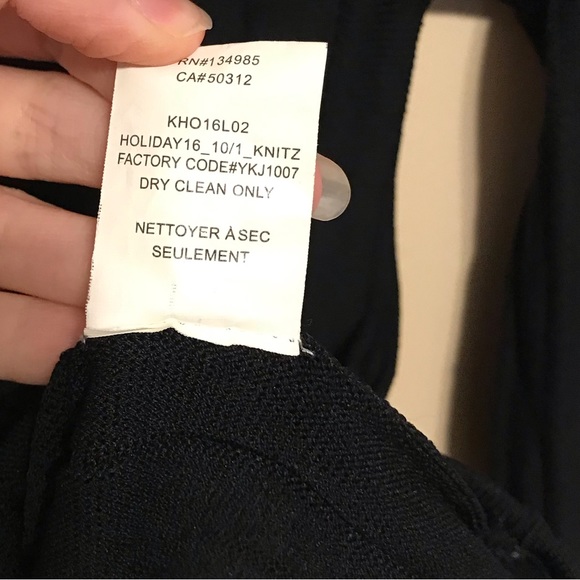 RN#134985
CA#50312
KHO16L02
HOLIDAY16_10/1_KNITZ
FACTORY CODE#YKJ1007
DRY CLEAN ONLY
NETTOYER À SEC
SEULEMENT